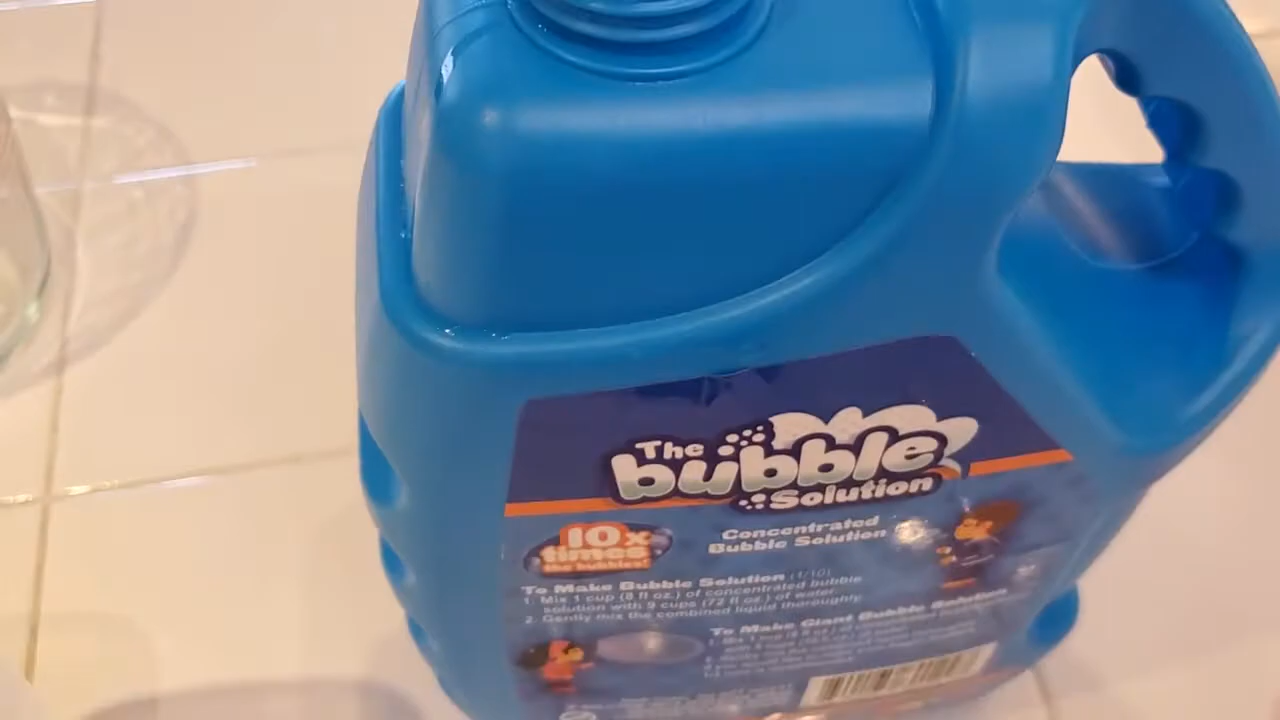 The
bubble
Solution
10x
times
the bubbles!
Concentrated
Bubble Solution
To Make Bubble Solution (1/10)
1. Mix 1 cup (8 fl oz.) of concentrated bubble
solution with 9 cups (72 fl oz.) of water.
2. Gently mix the combined liquid thoroughly.
To Make Giant Bubble Solution